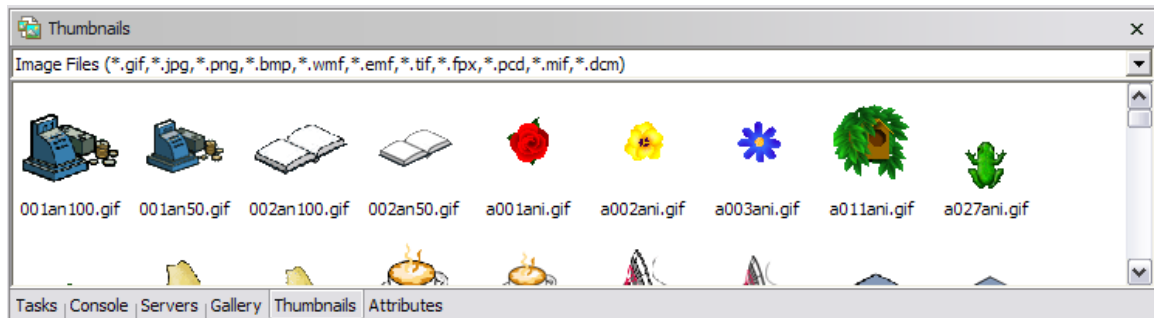 Thumbnails
Image Files (*.gif,*.jpg,*.png,*.bmp,*.wmf,*.emf,*.tif,*.fpx,*.pcd,*.mif,*.dcm)
001an100.gif 001an50.gif 002an100.gif 002an50.gif a001ani.gif a002ani.gif a003ani.gif a011ani.gif a027ani.gif
Tasks Console Servers Gallery Thumbnails Attributes